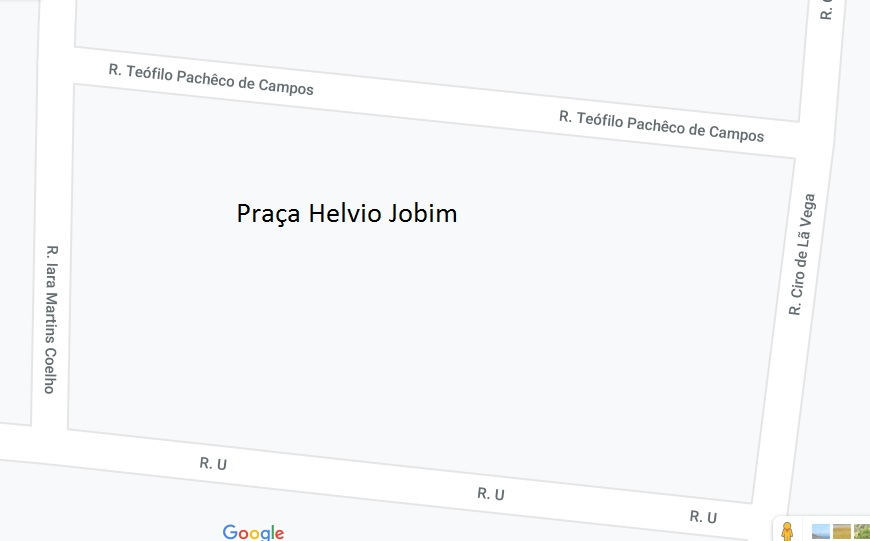 R. C
R. Teófilo Pachêco de Campos
R. Teófilo Pachêco de Campos
Praça Helvio Jobim
R. Ciro de Lã Vega
R. Iara Martins Coelho
R. U
R. U
R. U
Google